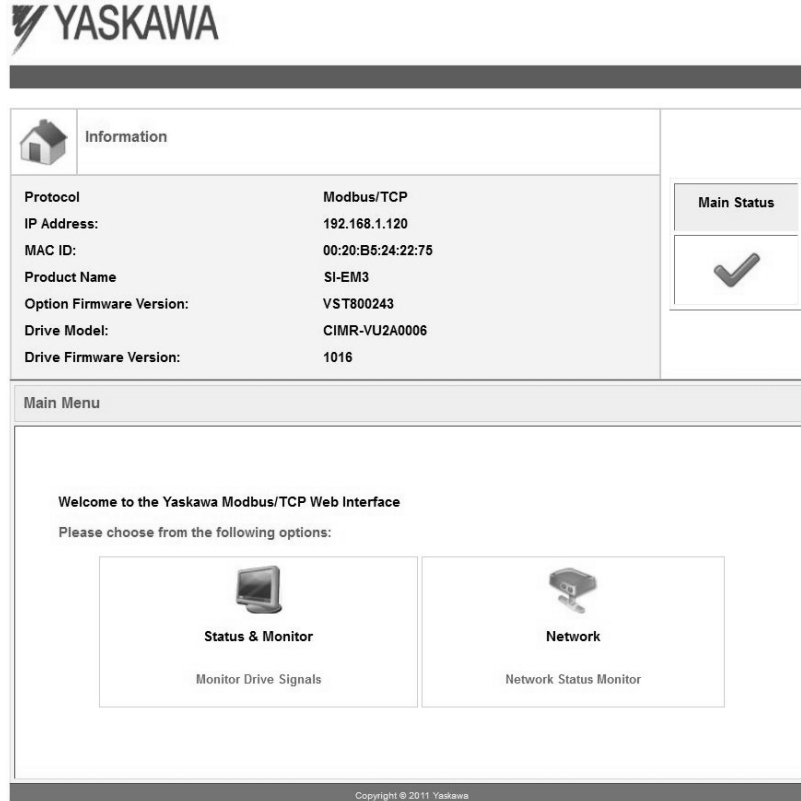 YASKAWA
Information
Protocol Modbus/TCP
IP Address: 192.168.1.120
MAC ID: 00:20:B5:24:22:75
Product Name SI-EM3
Option Firmware Version: VST800243
Drive Model: CIMR-VU2A0006
Drive Firmware Version: 1016
Main Status
Main Menu
Welcome to the Yaskawa Modbus/TCP Web Interface
Please choose from the following options:
Status & Monitor
Monitor Drive Signals
Network
Network Status Monitor
Copyright © 2011 Yaskawa